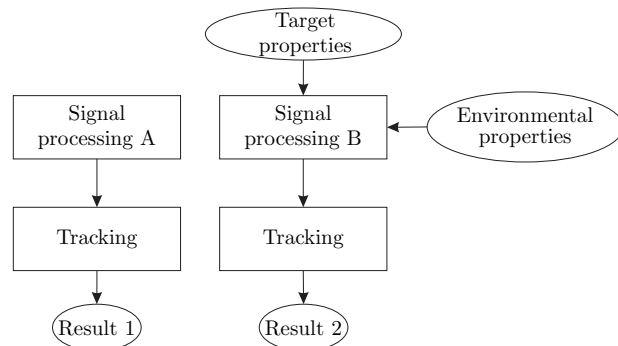 Target
properties
Signal
processing A
Signal
processing B
Environmental
properties
Tracking
Tracking
Result 1
Result 2